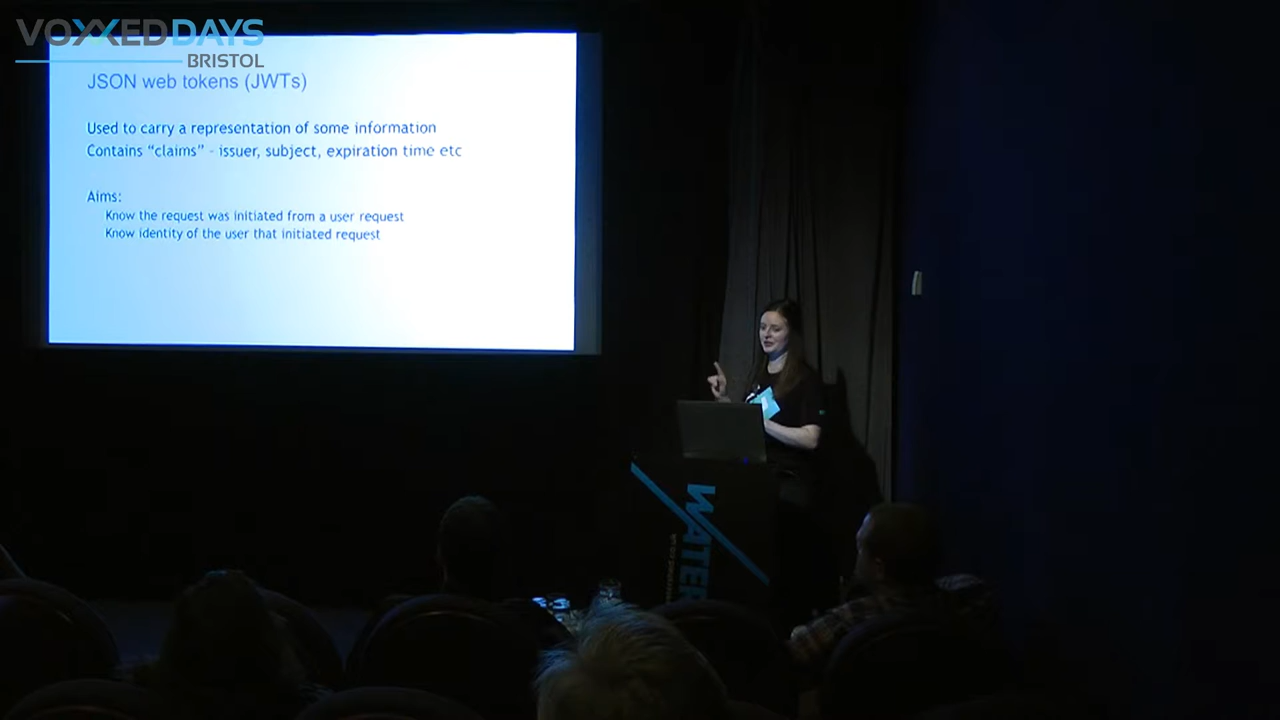 VOXXEDDAYS
BRISTOL
JSON web tokens (JWTs)
Used to carry a representation of some information
Contains “claims” - issuer, subject, expiration time etc
Aims:
Know the request was initiated from a user request
Know identity of the user that initiated request
WATER